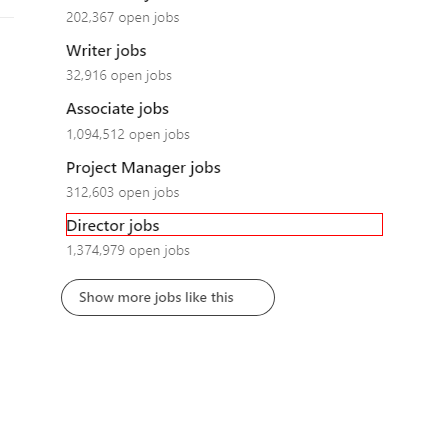 202,367 open jobs
Writer jobs
32,916 open jobs
Associate jobs
1,094,512 open jobs
Project Manager jobs
312,603 open jobs
Director jobs
1,374,979 open jobs
Show more jobs like this